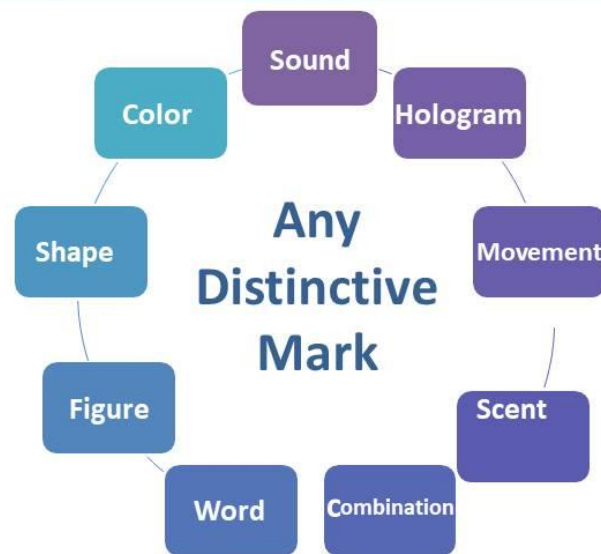 Sound
Hologram
Movement
Scent
Combination
Word
Figure
Shape
Color
Any
Distinctive
Mark